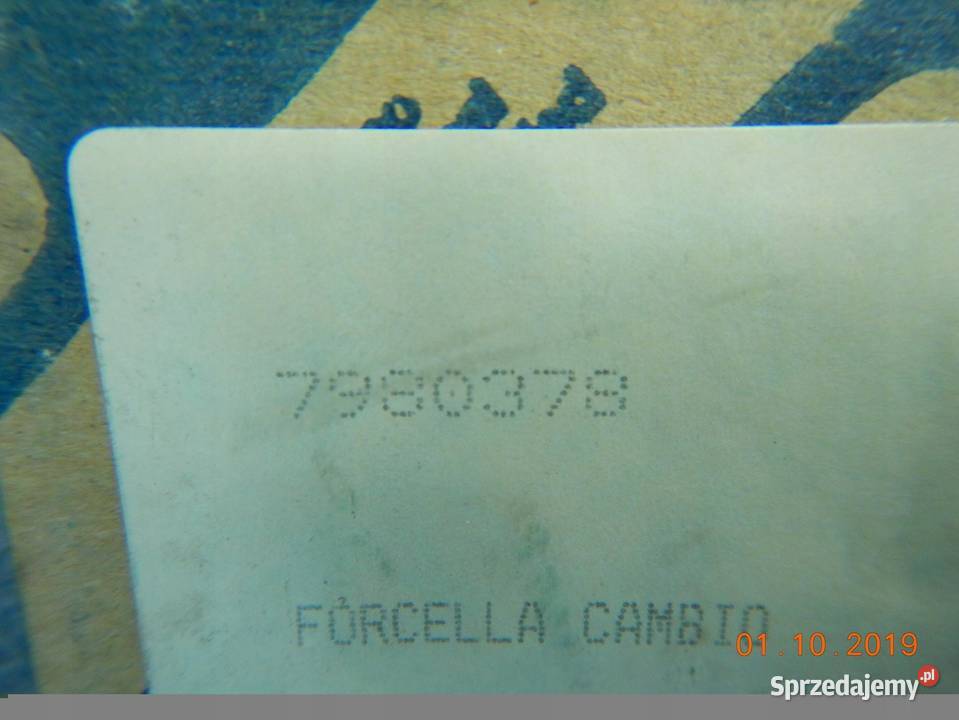 7980378
FORCELLA CAMBIO
01.10.2019
Sprzedajemy.pl